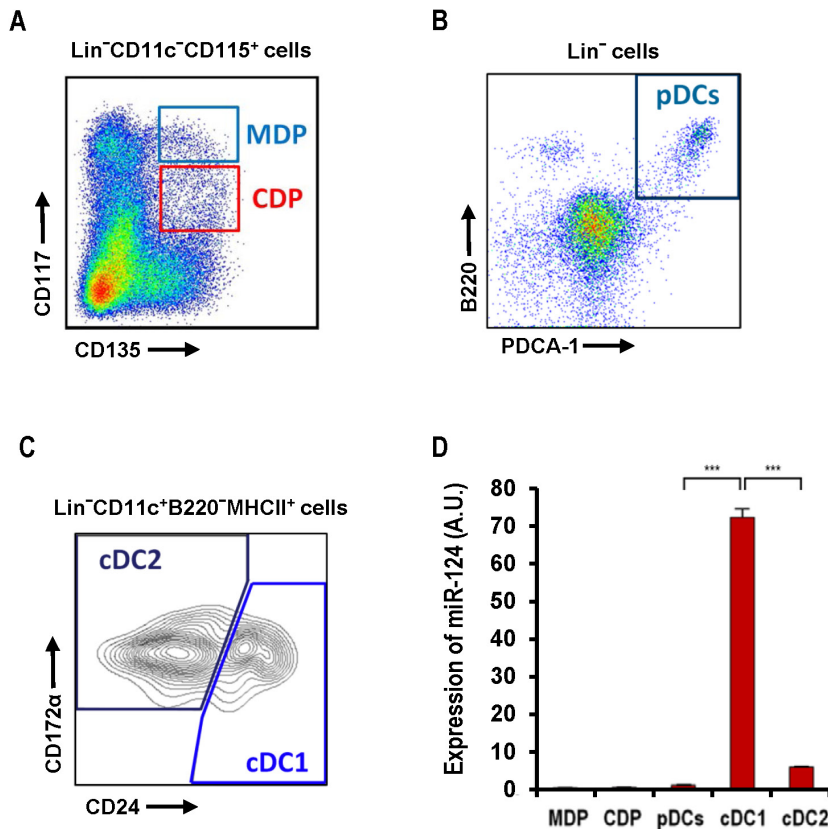 A
Lin⁻CD11c⁻CD115⁺ cells
MDP
CDP
CD117
CD135
B
Lin⁻ cells
pDCs
B220
PDCA-1
C
Lin⁻CD11c⁺B220⁻MHCII⁺ cells
cDC2
cDC1
CD172α
CD24
D
*** ***
Expression of miR-124 (A.U.)
80
70
60
50
40
30
20
10
0
MDP CDP pDCs cDC1 cDC2